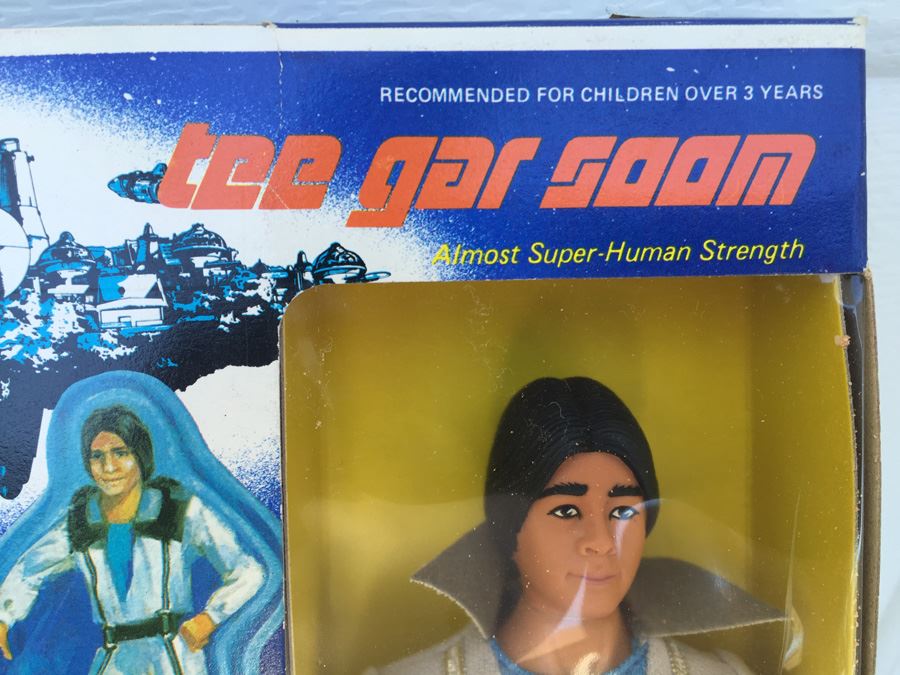 RECOMMENDED FOR CHILDREN OVER 3 YEARS
tee gar soom
Almost Super-Human Strength